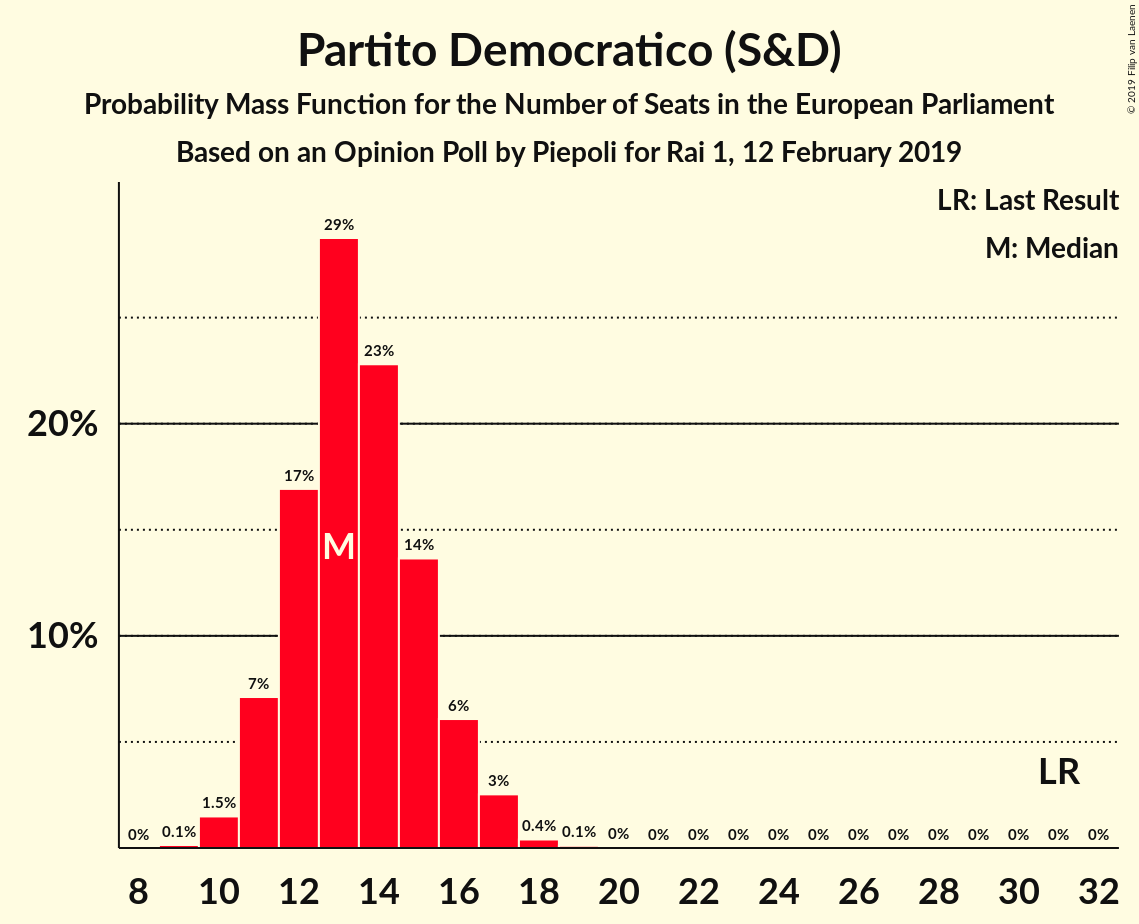 © 2019 Filip van Laenen
Partito Democratico (S&D)
Probability Mass Function for the Number of Seats in the European Parliament
Based on an Opinion Poll by Piepoli for Rai 1, 12 February 2019
LR: Last Result
M: Median
29%
23%
20%
17%
M
14%
10%
7%
6%
LR
3%
1.5%
0% 0.1% 0.4% 0.1% 0% 0% 0% 0% 0% 0% 0% 0% 0% 0% 0% 0% 0%
8 10 12 14 16 18 20 22 24 26 28 30 32